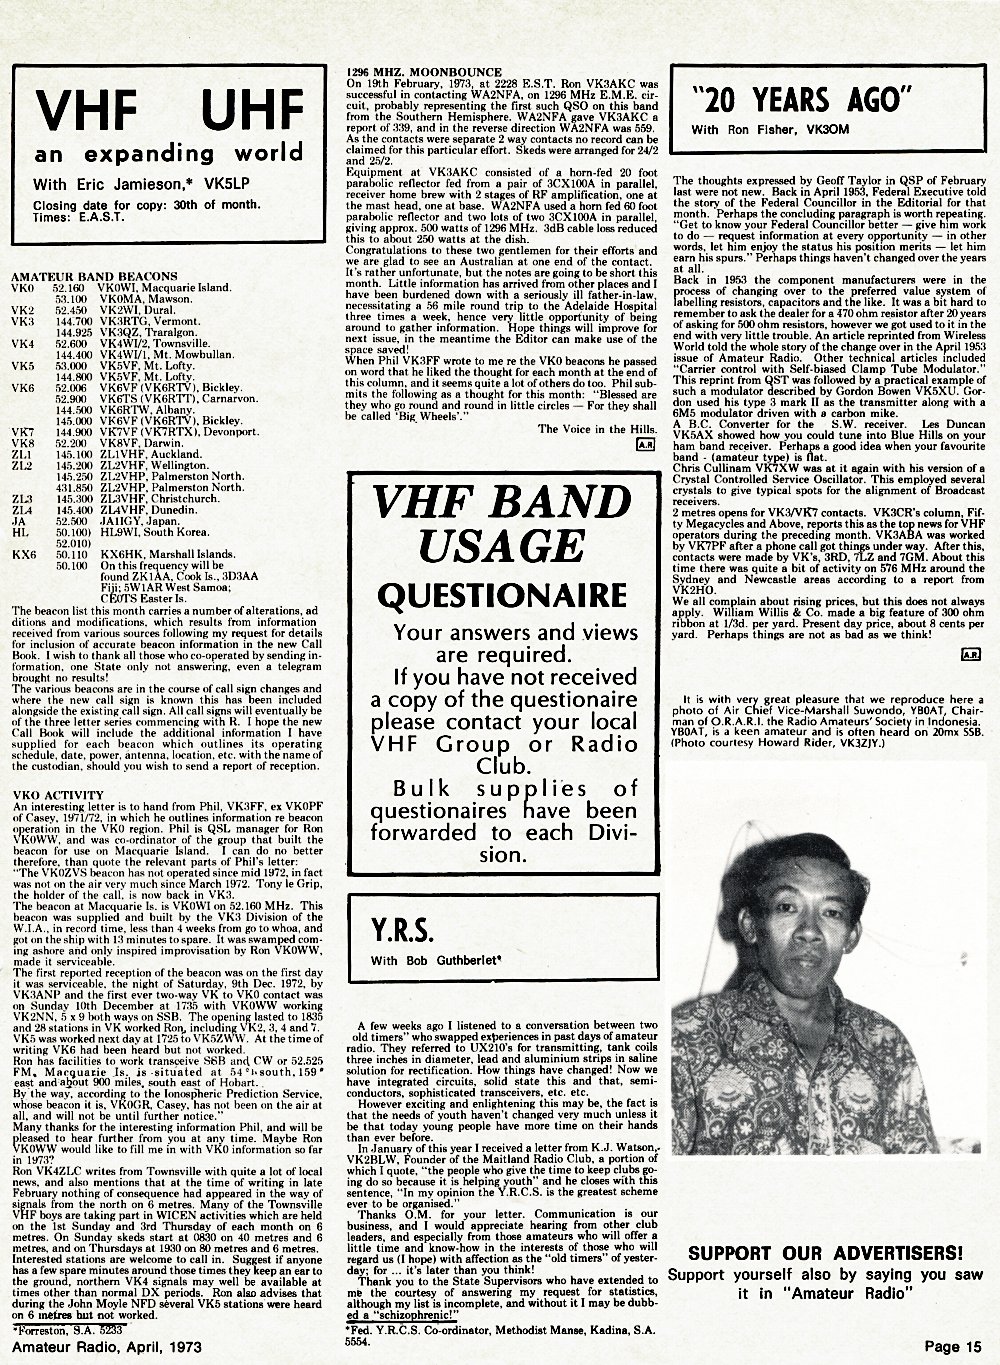 VHF UHF
an expanding world
With Eric Jamieson,* VK5LP
Closing date for copy: 30th of month.
Times: E.A.S.T.
AMATEUR BAND BEACONS
VK0 52.160 VK0WI, Macquarie Island.
53.100 VK0MA, Mawson.
VK2 52.450 VK2WI, Dural.
VK3 144.700 VK3RTG, Vermont.
144.925 VK3QZ, Traralgon.
VK4 52.600 VK4WI/2, Townsville.
144.400 VK4WI/1, Mt. Mowbullan.
VK5 53.000 VK5VF, Mt. Lofty.
144.800 VK5VF, Mt. Lofty.
VK6 52.006 VK6VF (VK6RTV), Bickley.
52.900 VK6TS (VK6RTT), Carnarvon.
144.500 VK6RTW, Albany.
145.000 VK6VF (VK6RTV), Bickley.
VK7 144.900 VK7VF (VK7RTX), Devonport.
VK8 52.200 VK8VF, Darwin.
ZL1 145.100 ZL1VHF, Auckland.
ZL2 145.200 ZL2VHF, Wellington.
145.250 ZL2VHP, Palmerston North.
431.850 ZL2VHP, Palmerston North.
ZL3 145.300 ZL3VHF, Christchurch.
ZL4 145.400 ZL4VHF, Dunedin.
JA 52.500 JA1IGY, Japan.
HL 50.100) HL9WI, South Korea.
52.010)
KX6 50.110 KX6HK, Marshall Islands.
50.100 On this frequency will be
found ZK1AA, Cook Is., 3D3AA
Fiji; 5W1AR West Samoa;
CE0TS Easter Is.
The beacon list this month carries a number of alterations, ad
ditions and modifications, which results from information
received from various sources following my request for details
for inclusion of accurate beacon information in the new Call
Book. I wish to thank all those who co-operated by sending in-
formation, one State only not answering, even a telegram
brought no results!
The various beacons are in the course of call sign changes and
where the new call sign is known this has been included
alongside the existing call sign. All call signs will eventually be
of the three letter series commencing with R. I hope the new
Call Book will include the additional information I have
supplied for each beacon which outlines its operating
schedule, date, power, antenna, location, etc. with the name of
the custodian, should you wish to send a report of reception.
VKO ACTIVITY
An interesting letter is to hand from Phil, VK3FF, ex VK0PF
of Casey, 1971/72, in which he outlines information re beacon
operation in the VK0 region. Phil is QSL manager for Ron
VK0WW, and was co-ordinator of the group that built the
beacon for use on Macquarie Island. I can do no better
therefore, than quote the relevant parts of Phil's letter:
"The VK0ZVS beacon has not operated since mid 1972, in fact
was not on the air very much since March 1972. Tony le Grip,
the holder of the call, is now back in VK3.
The beacon at Macquarie Is. is VK0WI on 52.160 MHz. This
beacon was supplied and built by the VK3 Division of the
W.I.A., in record time, less than 4 weeks from go to whoa, and
got on the ship with 13 minutes to spare. It was swamped com-
ing ashore and only inspired improvisation by Ron VK0WW,
made it serviceable.
The first reported reception of the beacon was on the first day
it was serviceable, the night of Saturday, 9th Dec. 1972, by
VK3ANP and the first ever two-way VK to VK0 contact was
on Sunday 10th December at 1735 with VK0WW working
VK2NN, 5 x 9 both ways on SSB. The opening lasted to 1835
and 28 stations in VK worked Ron, including VK2, 3, 4 and 7.
VK5 was worked next day at 1725 to VK5ZWW. At the time of
writing VK6 had been heard but not worked.
Ron has facilities to work transceive SSB and CW or 52.525
FM. Macquarie Is. is situated at 54° south, 159°
east and about 900 miles, south east of Hobart.
By the way, according to the Ionospheric Prediction Service,
whose beacon it is, VK0GR, Casey, has not been on the air at
all, and will not be until further notice."
Many thanks for the interesting information Phil, and will be
pleased to hear further from you at any time. Maybe Ron
VK0WW would like to fill me in with VK0 information so far
in 1973?
Ron VK4ZLC writes from Townsville with quite a lot of local
news, and also mentions that at the time of writing in late
February nothing of consequence had appeared in the way of
signals from the north on 6 metres. Many of the Townsville
VHF boys are taking part in WICEN activities which are held
on the 1st Sunday and 3rd Thursday of each month on 6
metres. On Sunday skeds start at 0830 on 40 metres and 6
metres, and on Thursdays at 1930 on 80 metres and 6 metres.
Interested stations are welcome to call in. Suggest if anyone
has a few spare minutes around those times they keep an ear to
the ground, northern VK4 signals may well be available at
times other than normal DX periods. Ron also advises that
during the John Moyle NFD several VK5 stations were heard
on 6 metres but not worked.
*Forreston, S.A. 5233
1296 MHZ. MOONBOUNCE
On 19th February, 1973, at 2228 E.S.T. Ron VK3AKC was
successful in contacting WA2NFA, on 1296 MHz E.M.E. cir-
cuit, probably representing the first such QSO on this band
from the Southern Hemisphere. WA2NFA gave VK3AKC a
report of 339, and in the reverse direction WA2NFA was 559.
As the contacts were separate 2 way contacts no record can be
claimed for this particular effort. Skeds were arranged for 24/2
and 25/2.
Equipment at VK3AKC consisted of a horn-fed 20 foot
parabolic reflector fed from a pair of 3CX100A in parallel,
receiver home brew with 2 stages of RF amplification, one at
the mast head, one at base. WA2NFA used a horn fed 60 foot
parabolic reflector and two lots of two 3CX100A in parallel,
giving approx. 500 watts of 1296 MHz. 3dB cable loss reduced
this to about 250 watts at the dish.
Congratulations to these two gentlemen for their efforts and
we are glad to see an Australian at one end of the contact.
It's rather unfortunate, but the notes are going to be short this
month. Little information has arrived from other places and I
have been burdened down with a seriously ill father-in-law,
necessitating a 56 mile round trip to the Adelaide Hospital
three times a week, hence very little opportunity of being
around to gather information. Hope things will improve for
next issue, in the meantime the Editor can make use of the
space saved!
When Phil VK3FF wrote to me re the VK0 beacons he passed
on word that he liked the thought for each month at the end of
this column, and it seems quite a lot of others do too. Phil sub-
mits the following as a thought for this month: "Blessed are
they who go round and round in little circles — For they shall
be called 'Big Wheels'."
The Voice in the Hills.
A.R.
VHF BAND
USAGE
QUESTIONAIRE
Your answers and views
are required.
If you have not received
a copy of the questionaire
please contact your local
VHF Group or Radio
Club.
Bulk supplies of
questionaires have been
forwarded to each Divi-
sion.
Y.R.S.
With Bob Guthberlet*
A few weeks ago I listened to a conversation between two
old timers" who swapped experiences in past days of amateur
radio. They referred to UX210's for transmitting, tank coils
three inches in diameter, lead and aluminium strips in saline
solution for rectification. How things have changed! Now we
have integrated circuits, solid state this and that, semi-
conductors, sophisticated transceivers, etc. etc.
However exciting and enlightening this may be, the fact is
that the needs of youth haven't changed very much unless it
be that today young people have more time on their hands
than ever before.
In January of this year I received a letter from K.J. Watson,
VK2BLW, Founder of the Maitland Radio Club, a portion of
which I quote, "the people who give the time to keep clubs go-
ing do so because it is helping youth" and he closes with this
sentence, "In my opinion the Y.R.C.S. is the greatest scheme
ever to be organised."
Thanks O.M. for your letter. Communication is our
business, and I would appreciate hearing from other club
leaders, and especially from those amateurs who will offer a
little time and know-how in the interests of those who will
regard us (I hope) with affection as the "old timers" of yester-
day; for ... it's later than you think!
Thank you to the State Supervisors who have extended to
me the courtesy of answering my request for statistics,
although my list is incomplete, and without it I may be dubb-
ed a "schizophrenic!"
*Fed. Y.R.C.S. Co-ordinator, Methodist Manse, Kadina, S.A.
5554.
"20 YEARS AGO"
With Ron Fisher, VK3OM
The thoughts expressed by Geoff Taylor in QSP of February
last were not new. Back in April 1953, Federal Executive told
the story of the Federal Councillor in the Editorial for that
month. Perhaps the concluding paragraph is worth repeating.
"Get to know your Federal Councillor better — give him work
to do — request information at every opportunity — in other
words, let him enjoy the status his position merits — let him
earn his spurs." Perhaps things haven't changed over the years
at all.
Back in 1953 the component manufacturers were in the
process of changing over to the preferred value system of
labelling resistors, capacitors and the like. It was a bit hard to
remember to ask the dealer for a 470 ohm resistor after 20 years
of asking for 500 ohm resistors, however we got used to it in the
end with very little trouble. An article reprinted from Wireless
World told the whole story of the change over in the April 1953
issue of Amateur Radio. Other technical articles included
"Carrier control with Self-biased Clamp Tube Modulator."
This reprint from QST was followed by a practical example of
such a modulator described by Gordon Bowen VK5XU. Gor-
don used his type 3 mark II as the transmitter along with a
6M5 modulator driven with a carbon mike.
A B.C. Converter for the S.W. receiver. Les Duncan
VK5AX showed how you could tune into Blue Hills on your
ham band receiver. Perhaps a good idea when your favourite
band - (amateur type) is flat.
Chris Cullinam VK7XW was at it again with his version of a
Crystal Controlled Service Oscillator. This employed several
crystals to give typical spots for the alignment of Broadcast
receivers.
2 metres opens for VK3/VK7 contacts. VK3CR's column, Fif-
ty Megacycles and Above, reports this as the top news for VHF
operators during the preceding month. VK3ABA was worked
by VK7PF after a phone call got things under way. After this,
contacts were made by VK's, 3RD, 7LZ and 7GM. About this
time there was quite a bit of activity on 576 MHz around the
Sydney and Newcastle areas according to a report from
VK2HO.
We all complain about rising prices, but this does not always
apply. William Willis & Co. made a big feature of 300 ohm
ribbon at 1/3d. per yard. Present day price, about 8 cents per
yard. Perhaps things are not as bad as we think!
A.R.
It is with very great pleasure that we reproduce here a
photo of Air Chief Vice-Marshall Suwondo, YB0AT, Chair-
man of O.R.A.R.I. the Radio Amateurs' Society in Indonesia.
YB0AT, is a keen amateur and is often heard on 20mx SSB.
(Photo courtesy Howard Rider, VK3ZJY.)
SUPPORT OUR ADVERTISERS!
Support yourself also by saying you saw
it in "Amateur Radio"
Amateur Radio, April, 1973
Page 15